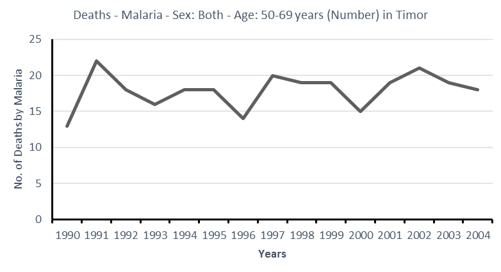 Deaths - Malaria - Sex: Both - Age: 50-69 years (Number) in Timor
No. of Deaths by Malaria
25
20
15
10
5
0
1990 1991 1992 1993 1994 1995 1996 1997 1998 1999 2000 2001 2002 2003 2004
Years